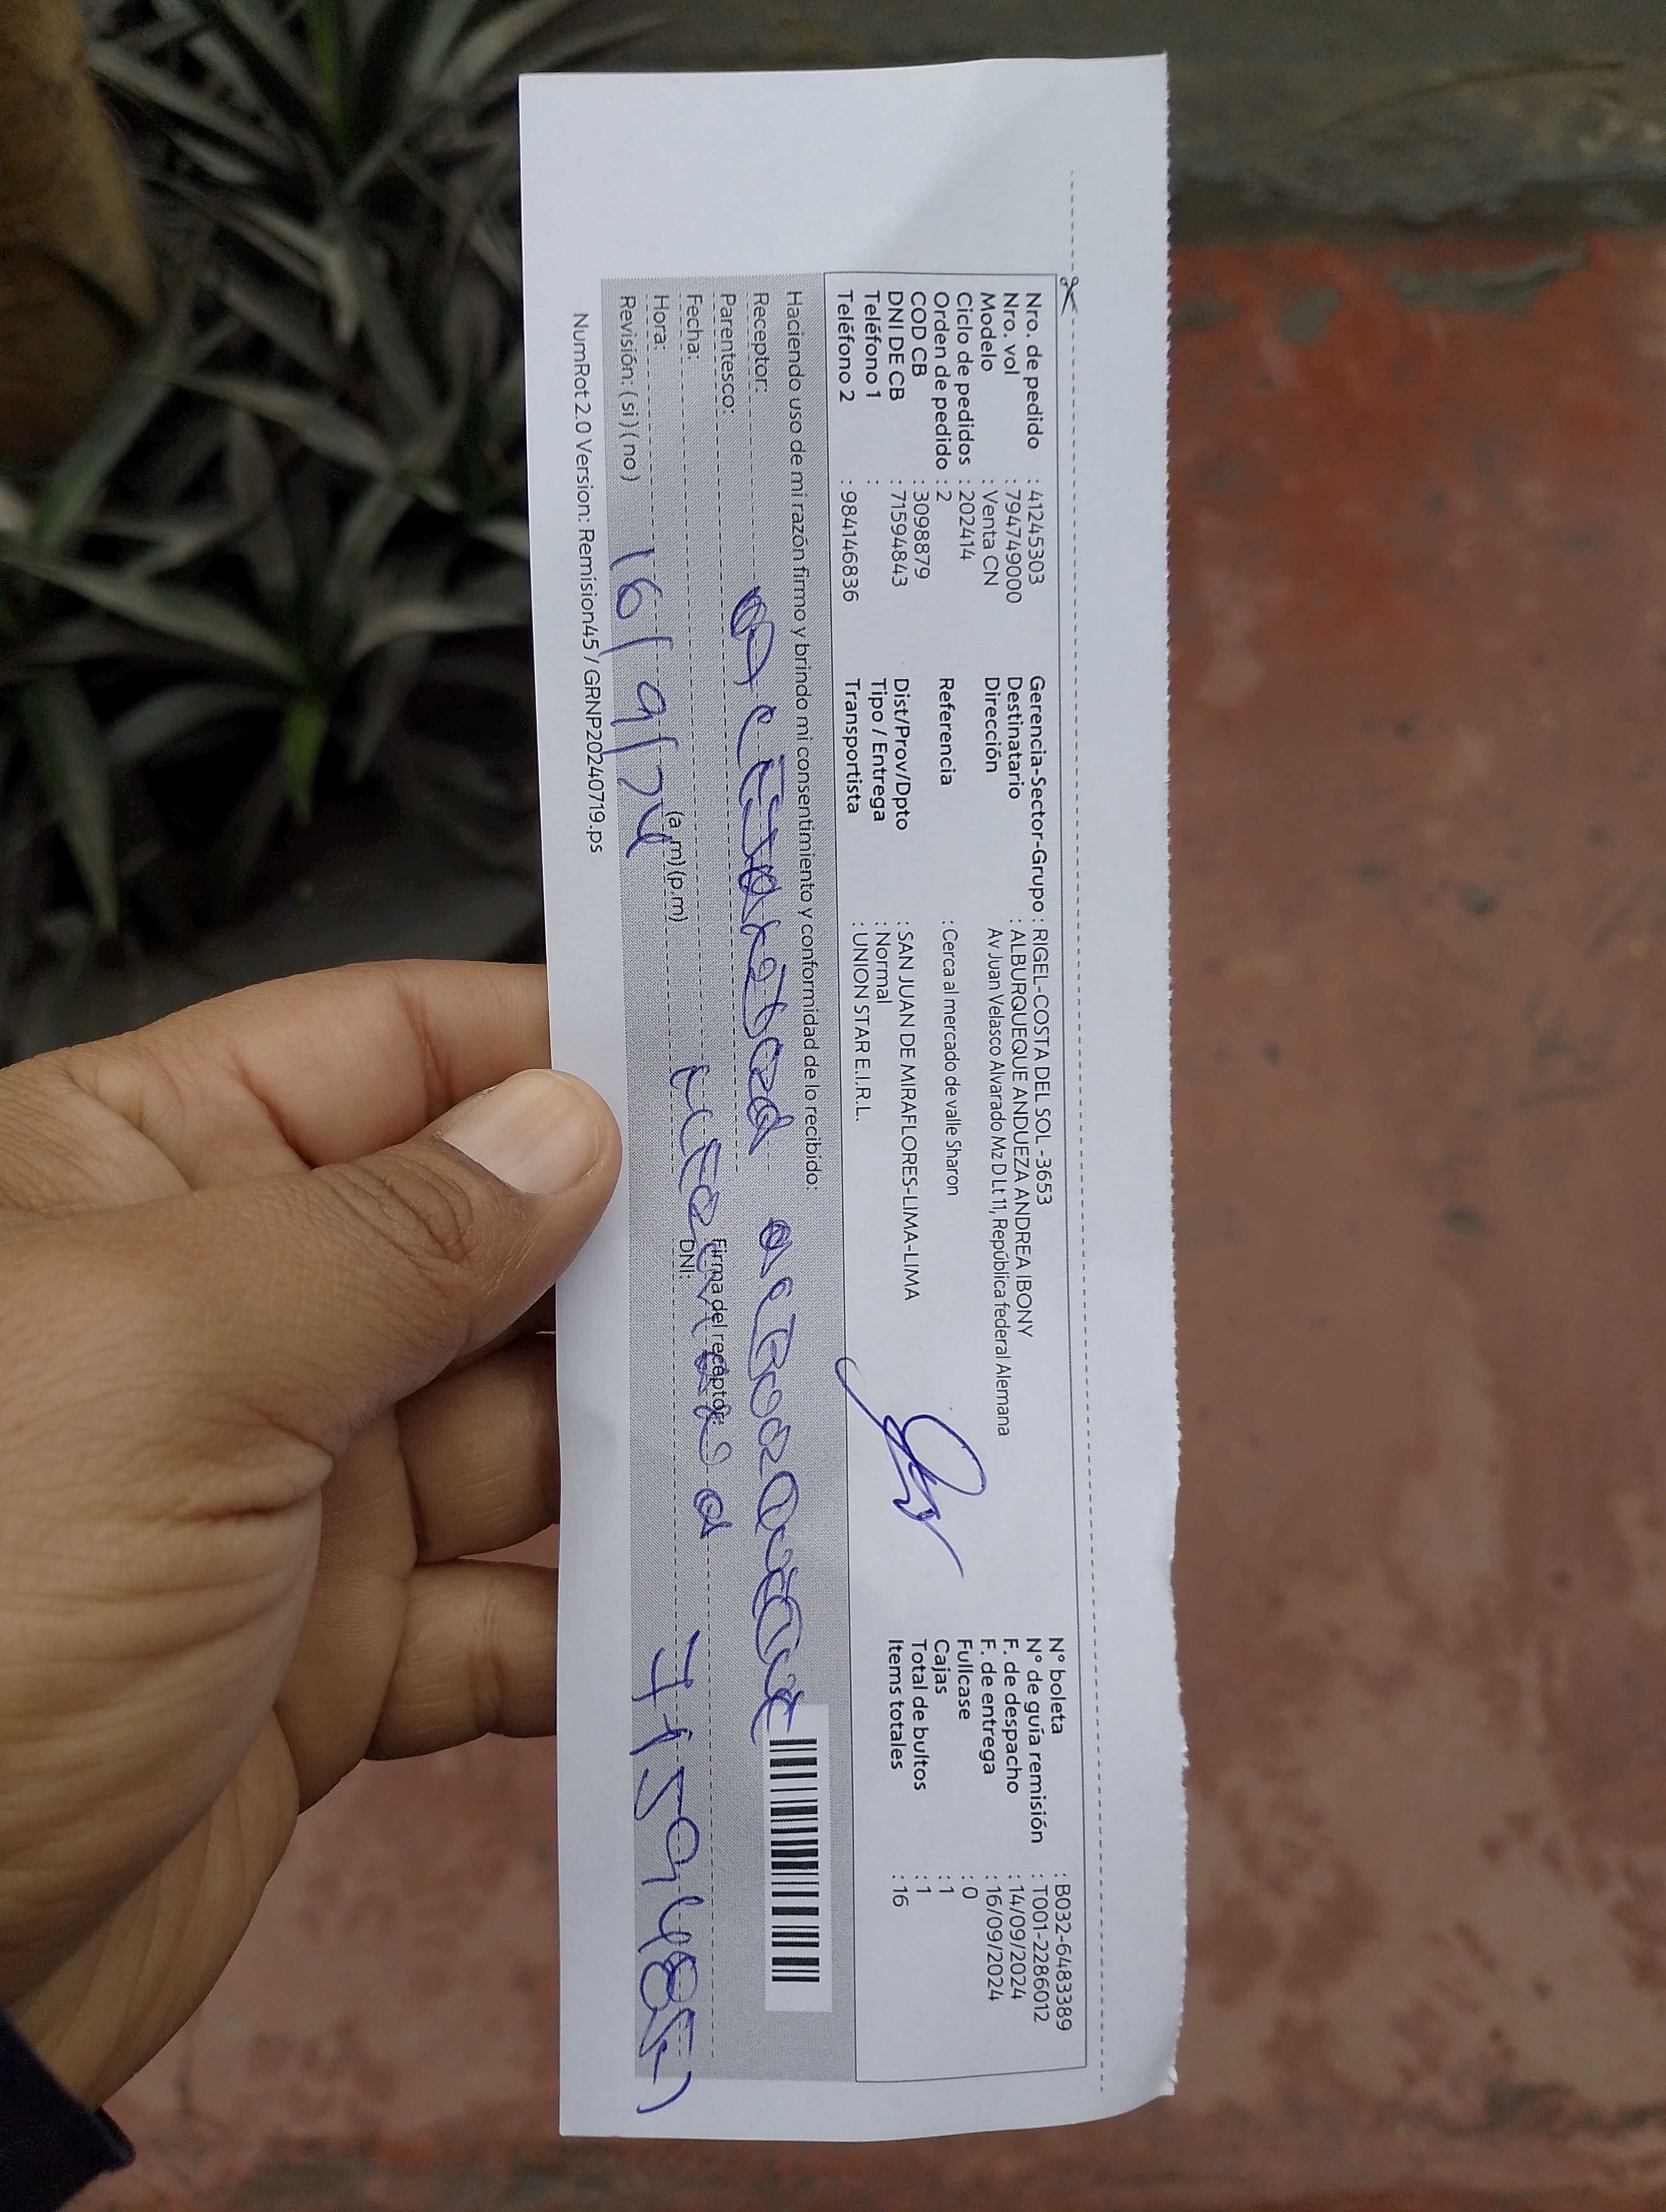 Nro. de pedido : 41245303
Nro. vol : 794749000
Modelo : Venta CN
Ciclo de pedidos : 202414
Orden de pedido : 2
COD CB : 3098879
DNI DE CB : 71594843
Teléfono 1 :
Teléfono 2 : 984146836
Gerencia-Sector-Grupo : RIGEL-COSTA DEL SOL -3653
Destinatario : ALBURQUEQUE ANDUEZA ANDREA IBONY
Dirección Av Juan Velasco Alvarado Mz D Lt 11, República federal Alemana
Referencia : Cerca al mercado de valle Sharon
Dist/Prov/Dpto : SAN JUAN DE MIRAFLORES-LIMA-LIMA
Tipo / Entrega : Normal
Transportista : UNION STAR E.I.R.L.
N° boleta : B032-6483389
N° de guía remisión : T001-2286012
F. de despacho : 14/09/2024
F. de entrega : 16/09/2024
Fullcase : 0
Cajas : 1
Total de bultos : 1
Items totales : 16
Haciendo uso de mi razón firmo y brindo mi consentimiento y conformidad de lo recibido:
Receptor:
Parentesco:
Firma del receptor:
Fecha:
DNI:
Hora: (a.m)(p.m)
Revisión: (si)(no) 16/9/24
NumRot 2.0 Version: Remision45 / GRNP20240719.ps